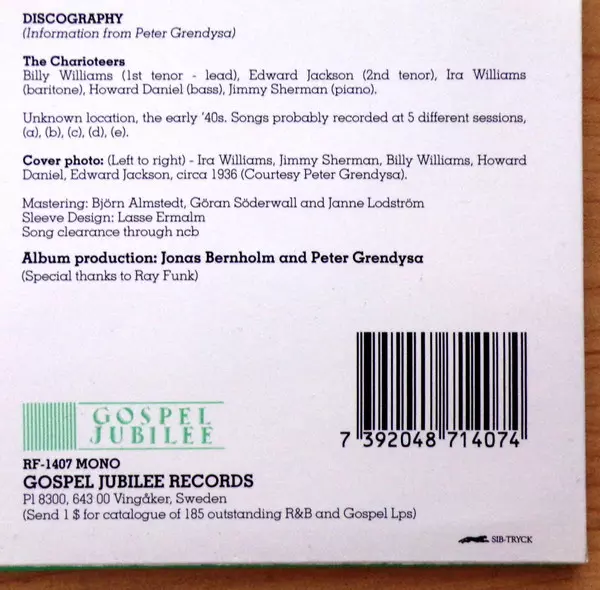 DISCOGRAPHY
(Information from Peter Grendysa)
The Charioteers
Billy Williams (1st tenor - lead), Edward Jackson (2nd tenor), Ira Williams
(baritone), Howard Daniel (bass), Jimmy Sherman (piano).
Unknown location, the early '40s. Songs probably recorded at 5 different sessions,
(a), (b), (c), (d), (e).
Cover photo: (Left to right) - Ira Williams, Jimmy Sherman, Billy Williams, Howard
Daniel, Edward Jackson, circa 1936 (Courtesy Peter Grendysa).
Mastering: Björn Almstedt, Göran Söderwall and Janne Lodström
Sleeve Design: Lasse Ermalm
Song clearance through ncb
Album production: Jonas Bernholm and Peter Grendysa
(Special thanks to Ray Funk)
7 392048 714074
GOSPEL
JUBILEE
RF-1407 MONO
GOSPEL JUBILEE RECORDS
Pl 8300, 643 00 Vingåker, Sweden
(Send 1 $ for catalogue of 185 outstanding R&B and Gospel Lps)
SIB-TRYCK